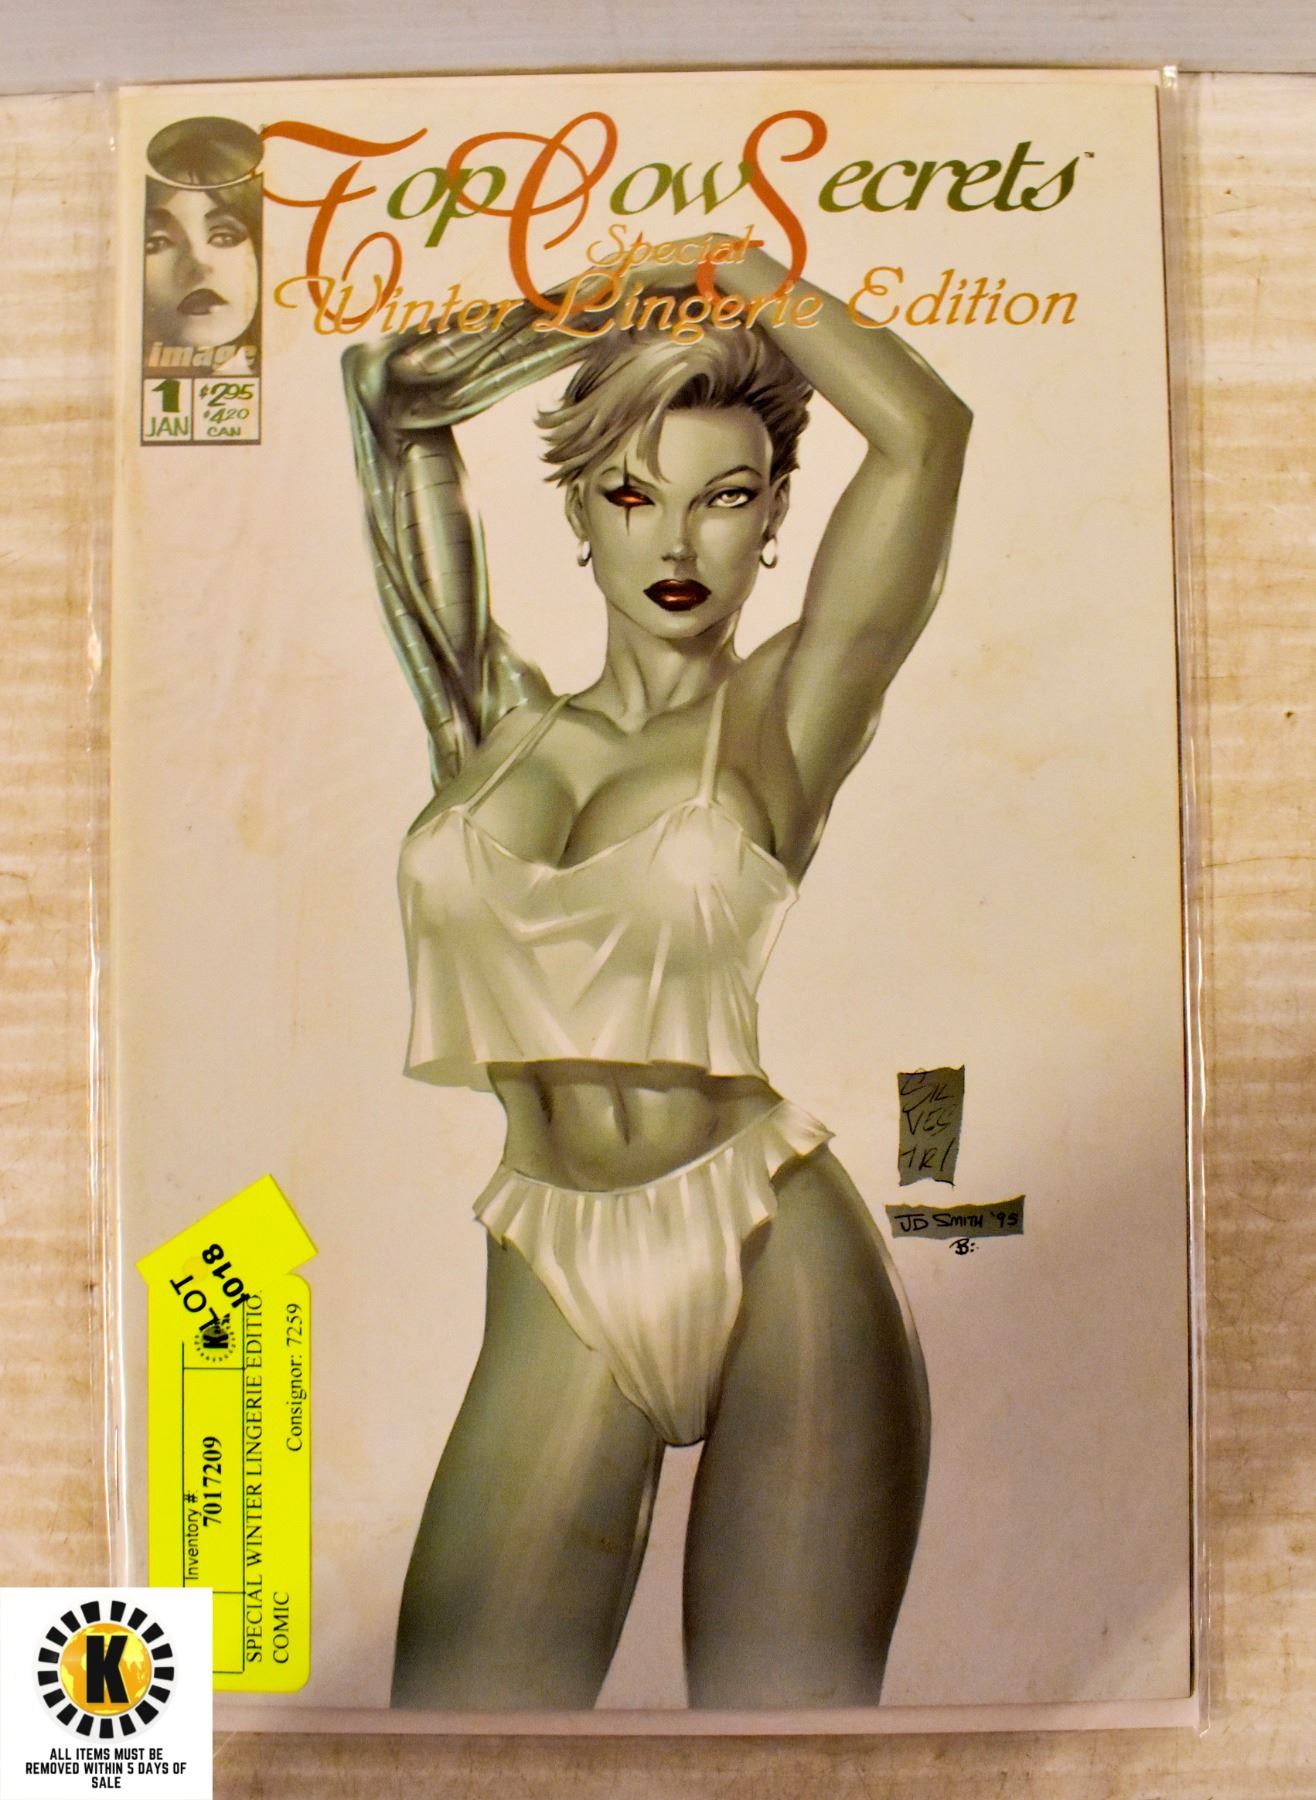 Top Cow Secrets™
Special
Winter Lingerie Edition
image
1
JAN
$2.95
$4.20
CAN
SILVESTRI
JD SMITH '95
B:
LOT
1018
K
Inventory #:
7017209
Consignor: 7259
SPECIAL WINTER LINGERIE EDITIO
COMIC
K
ALL ITEMS MUST BE
REMOVED WITHIN 5 DAYS OF
SALE